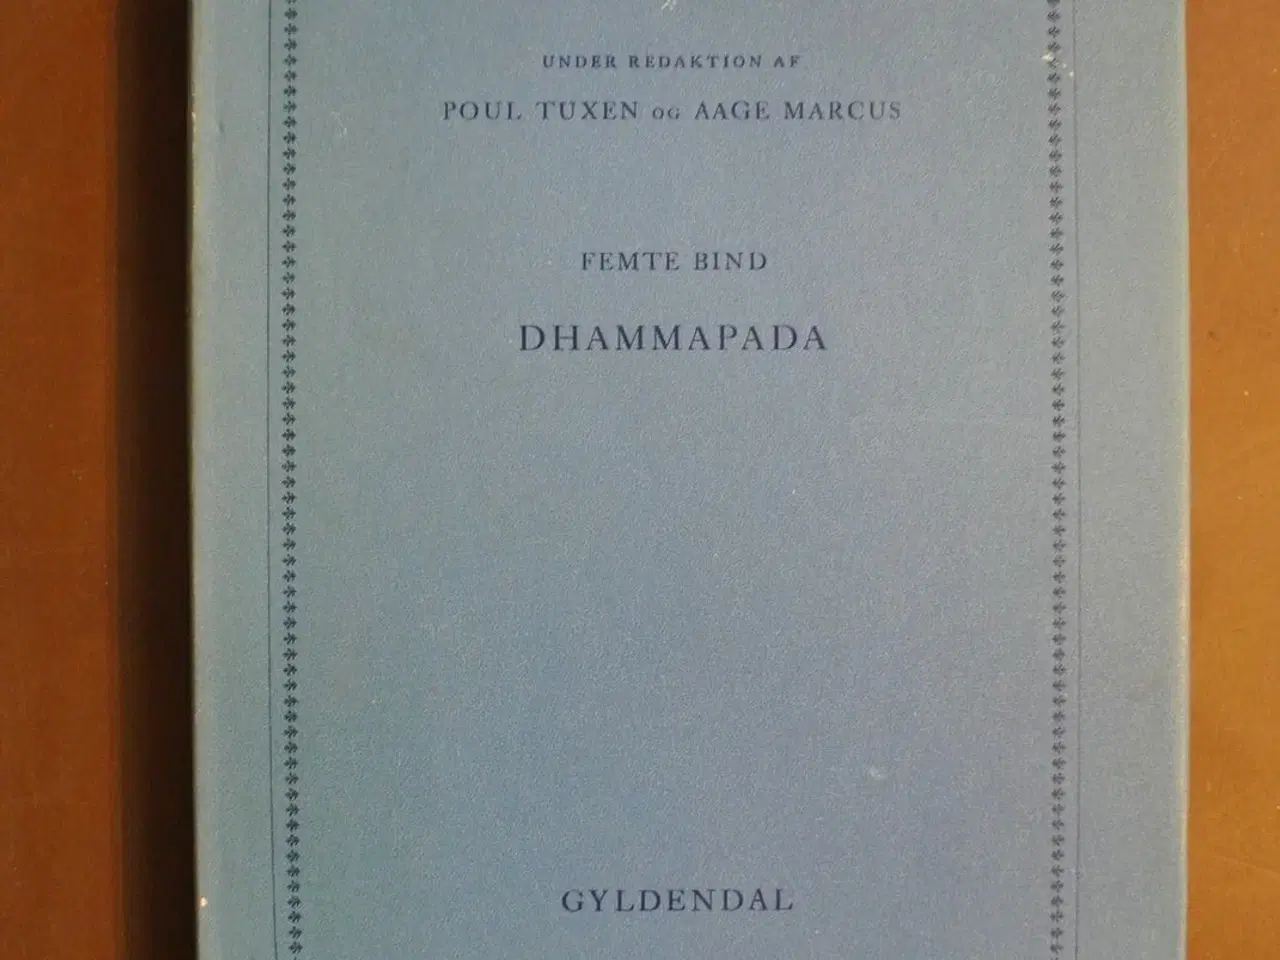 UNDER REDAKTION AF
POUL TUXEN OG AAGE MARCUS
FEMTE BIND
DHAMMAPADA
GYLDENDAL